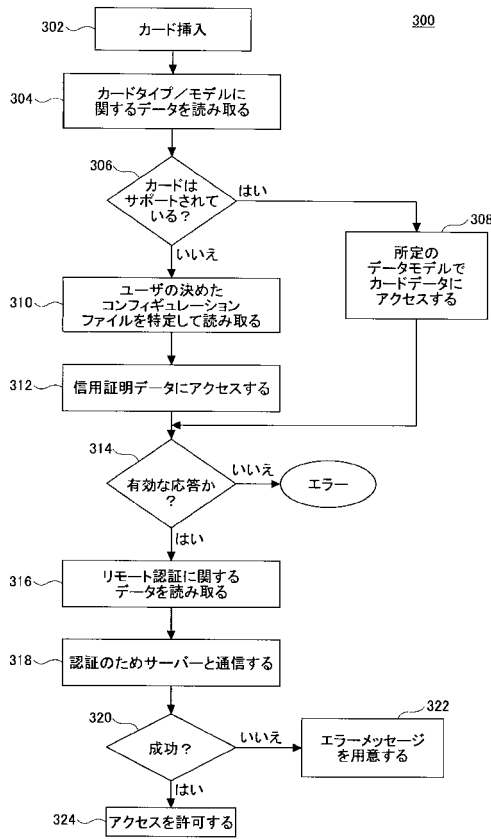 300
302
カード挿入
304
カードタイプ／モデルに
関するデータを読み取る
306
カードは
サポートされて
いる？
はい
いいえ
308
所定の
データモデルで
カードデータに
アクセスする
310
ユーザの決めた
コンフィギュレーション
ファイルを特定して読み取る
312
信用証明データにアクセスする
314
有効な応答か
？
いいえ
エラー
はい
316
リモート認証に関する
データを読み取る
318
認証のためサーバーと通信する
320
成功？
いいえ
322
エラーメッセージ
を用意する
はい
324
アクセスを許可する